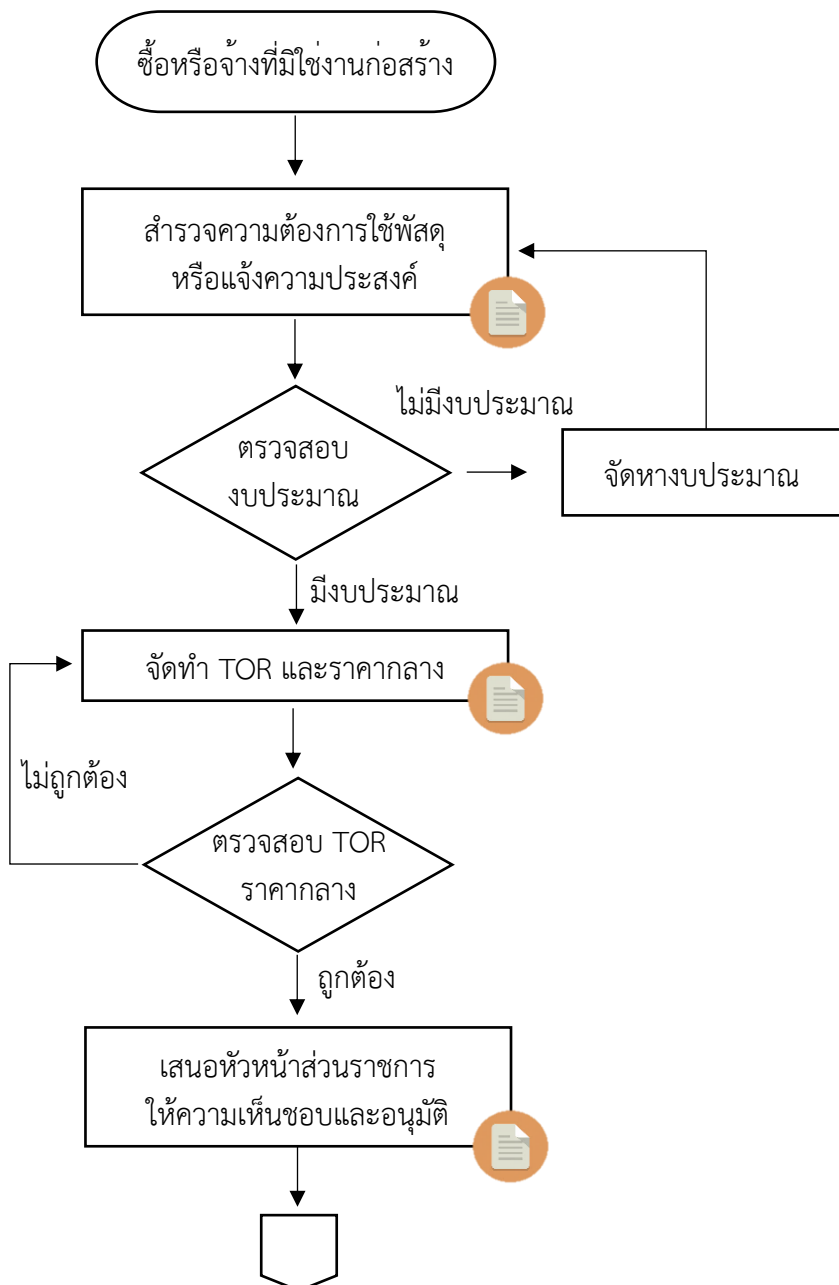 ซื้อหรือจ้างที่มิใช่งานก่อสร้าง
สำรวจความต้องการใช้พัสดุ
หรือแจ้งความประสงค์
ไม่มีงบประมาณ
ตรวจสอบ
งบประมาณ
จัดหางบประมาณ
มีงบประมาณ
จัดทำ TOR และราคากลาง
ไม่ถูกต้อง
ตรวจสอบ TOR
ราคากลาง
ถูกต้อง
เสนอหัวหน้าส่วนราชการ
ให้ความเห็นชอบและอนุมัติ